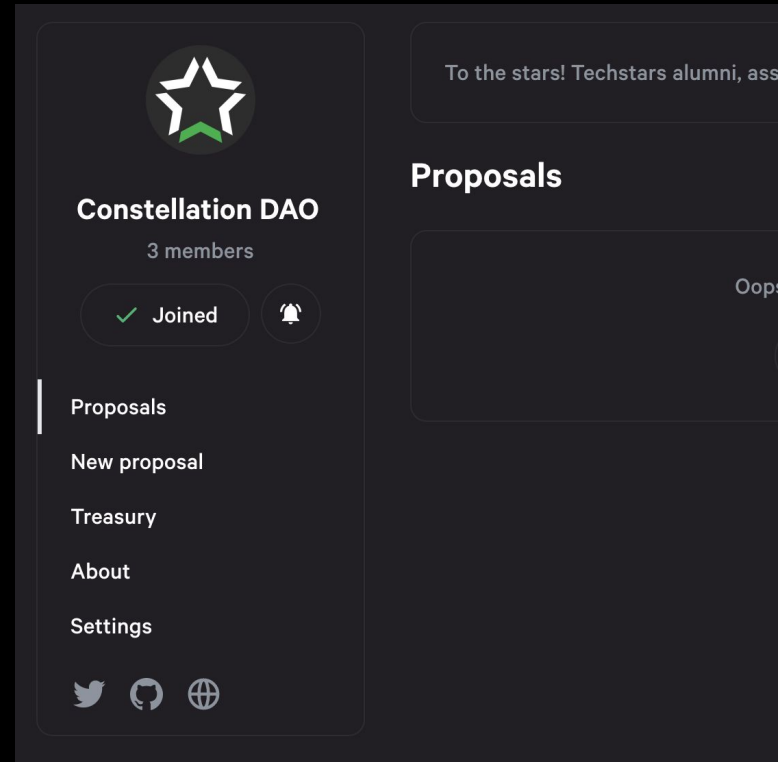 Constellation DAO
3 members
Joined
Proposals
New proposal
Treasury
About
Settings
To the stars! Techstars alumni, ass
Proposals
Oops